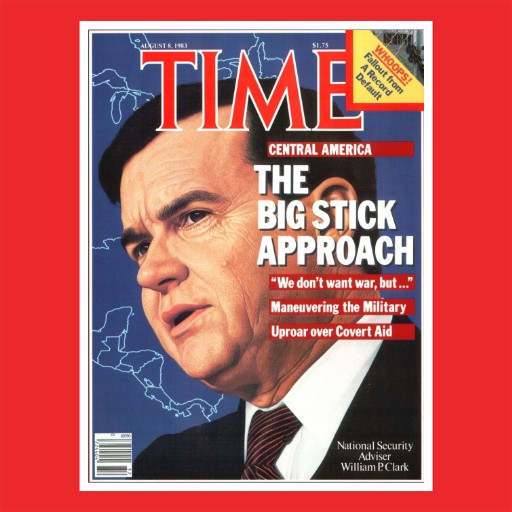 AUGUST 8, 1983
$1.75
TIME
WHOOPS!
Fallout from
A Record
Default
CENTRAL AMERICA
THE
BIG STICK
APPROACH
"We don't want war, but..."
Maneuvering the Military
Uproar over Covert Aid
National Security
Adviser
William P. Clark